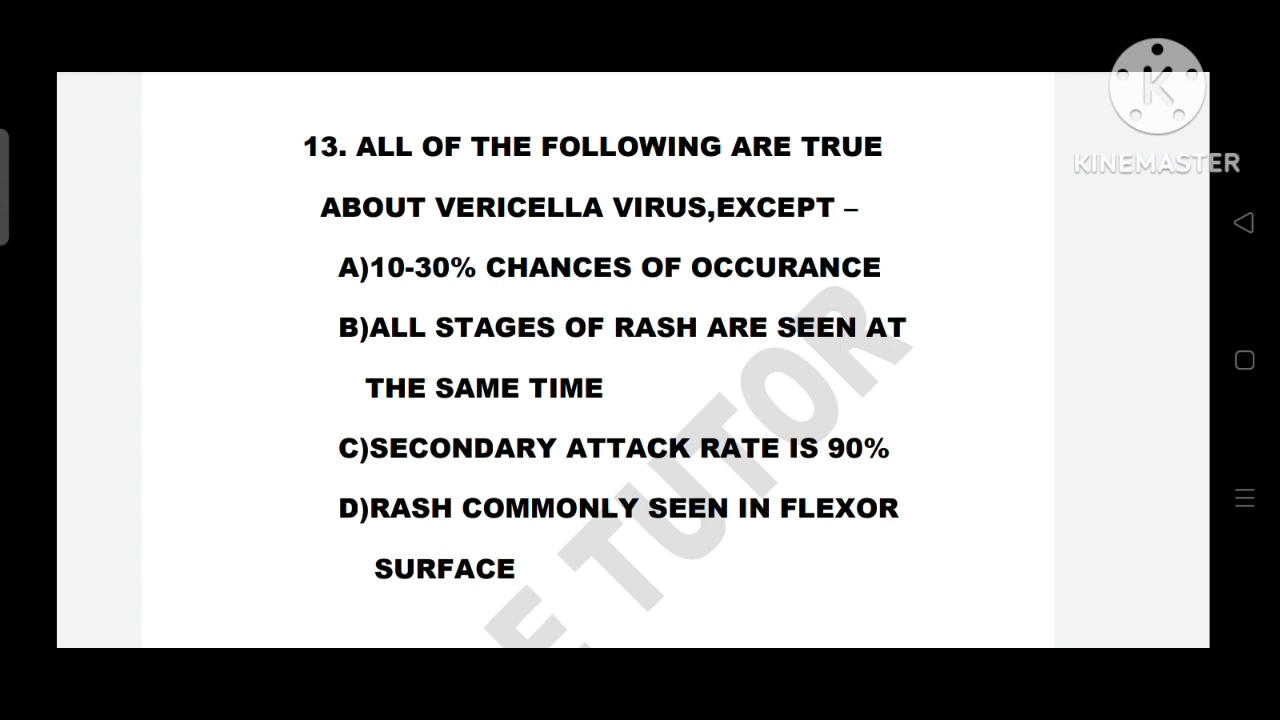 KINEMASTER
13. ALL OF THE FOLLOWING ARE TRUE
ABOUT VERICELLA VIRUS,EXCEPT –
A)10-30% CHANCES OF OCCURANCE
B)ALL STAGES OF RASH ARE SEEN AT
THE SAME TIME
C)SECONDARY ATTACK RATE IS 90%
D)RASH COMMONLY SEEN IN FLEXOR
SURFACE
E TUTOR